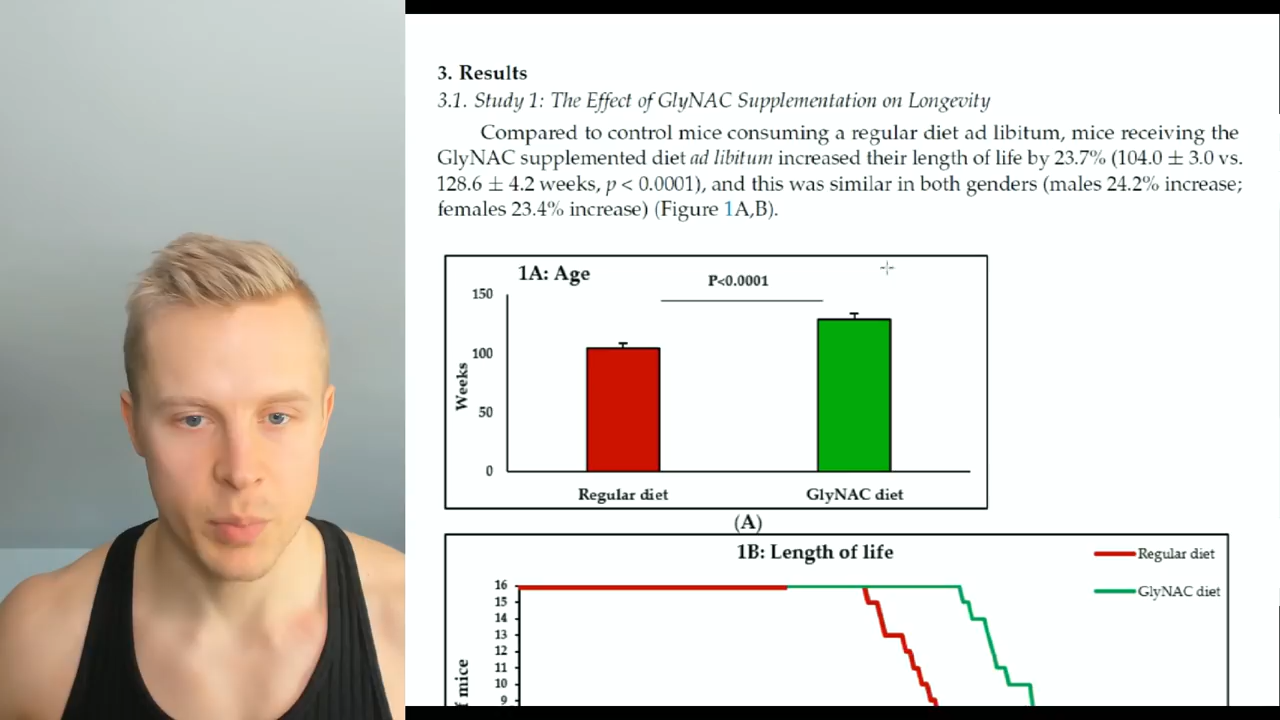 3. Results
3.1. Study 1: The Effect of GlyNAC Supplementation on Longevity
Compared to control mice consuming a regular diet ad libitum, mice receiving the
GlyNAC supplemented diet ad libitum increased their length of life by 23.7% (104.0 ± 3.0 vs.
128.6 ± 4.2 weeks, p < 0.0001), and this was similar in both genders (males 24.2% increase;
females 23.4% increase) (Figure 1A,B).
1A: Age
P<0.0001
150
100
50
0
Weeks
Regular diet
GlyNAC diet
(A)
1B: Length of life
Regular diet
GlyNAC diet
16
15
14
13
12
11
10
9
mice